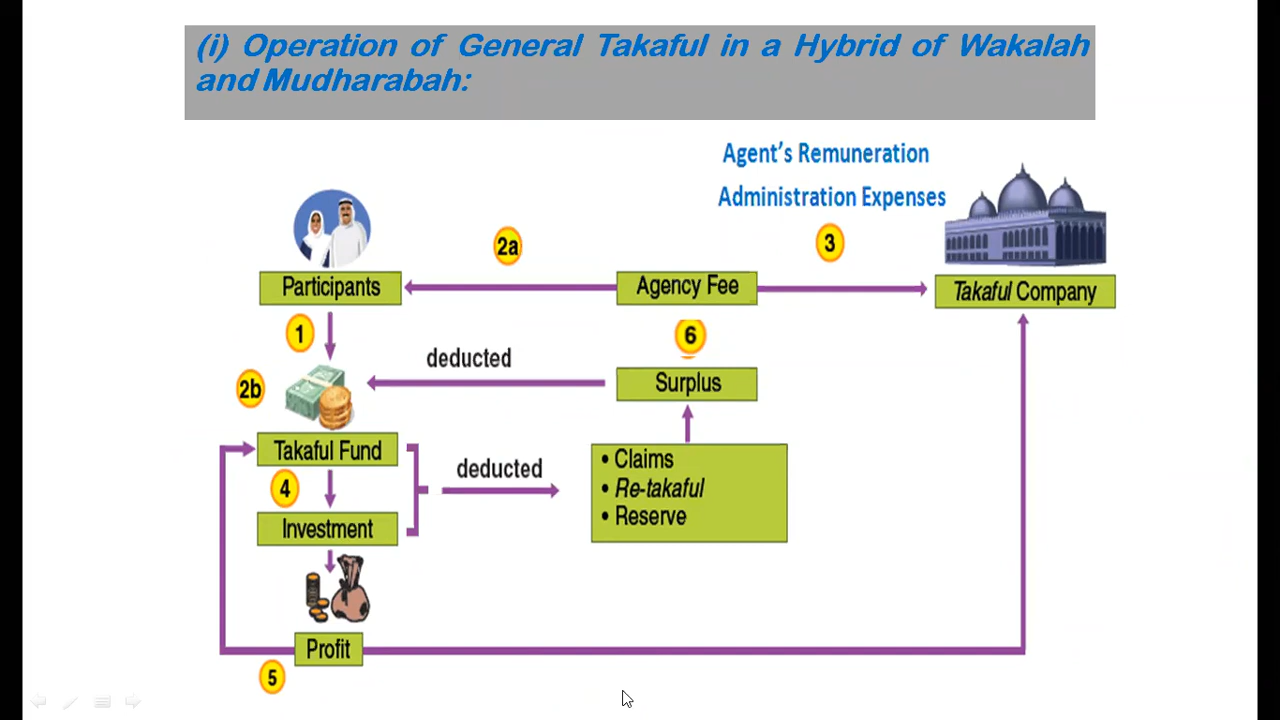 (i) Operation of General Takaful in a Hybrid of Wakalah
and Mudharabah:
Agent's Remuneration
Administration Expenses
2a
3
Participants
Agency Fee
Takaful Company
1
6
deducted
2b
Surplus
Takaful Fund
deducted
• Claims
• Re-takaful
• Reserve
4
Investment
Profit
5